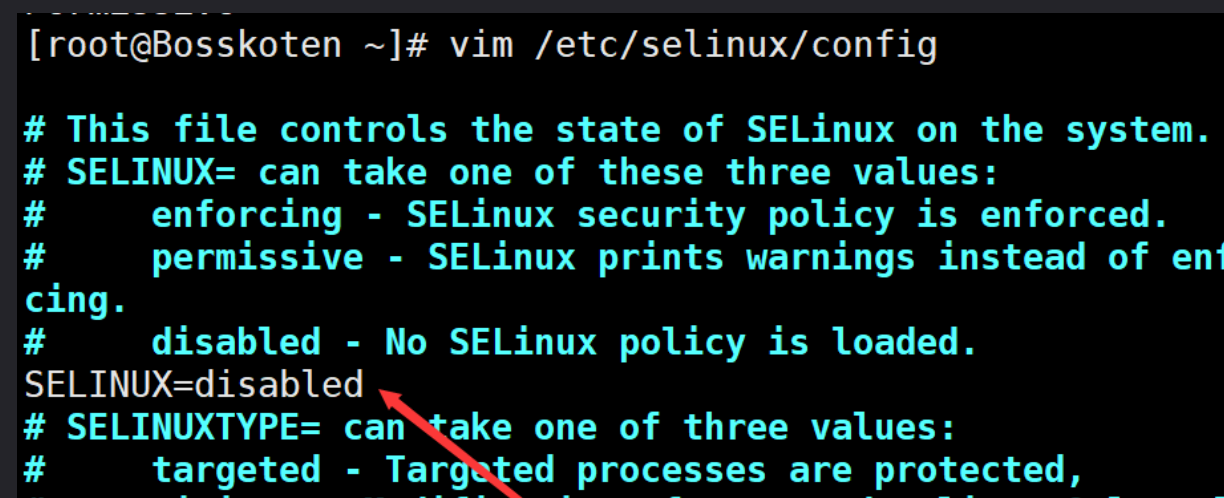 [root@Bosskoten ~]# vim /etc/selinux/config
# This file controls the state of SELinux on the system.
# SELINUX= can take one of these three values:
#     enforcing - SELinux security policy is enforced.
#     permissive - SELinux prints warnings instead of enf
cing.
#     disabled - No SELinux policy is loaded.
SELINUX=disabled
# SELINUXTYPE= can take one of three values:
#     targeted - Targeted processes are protected,